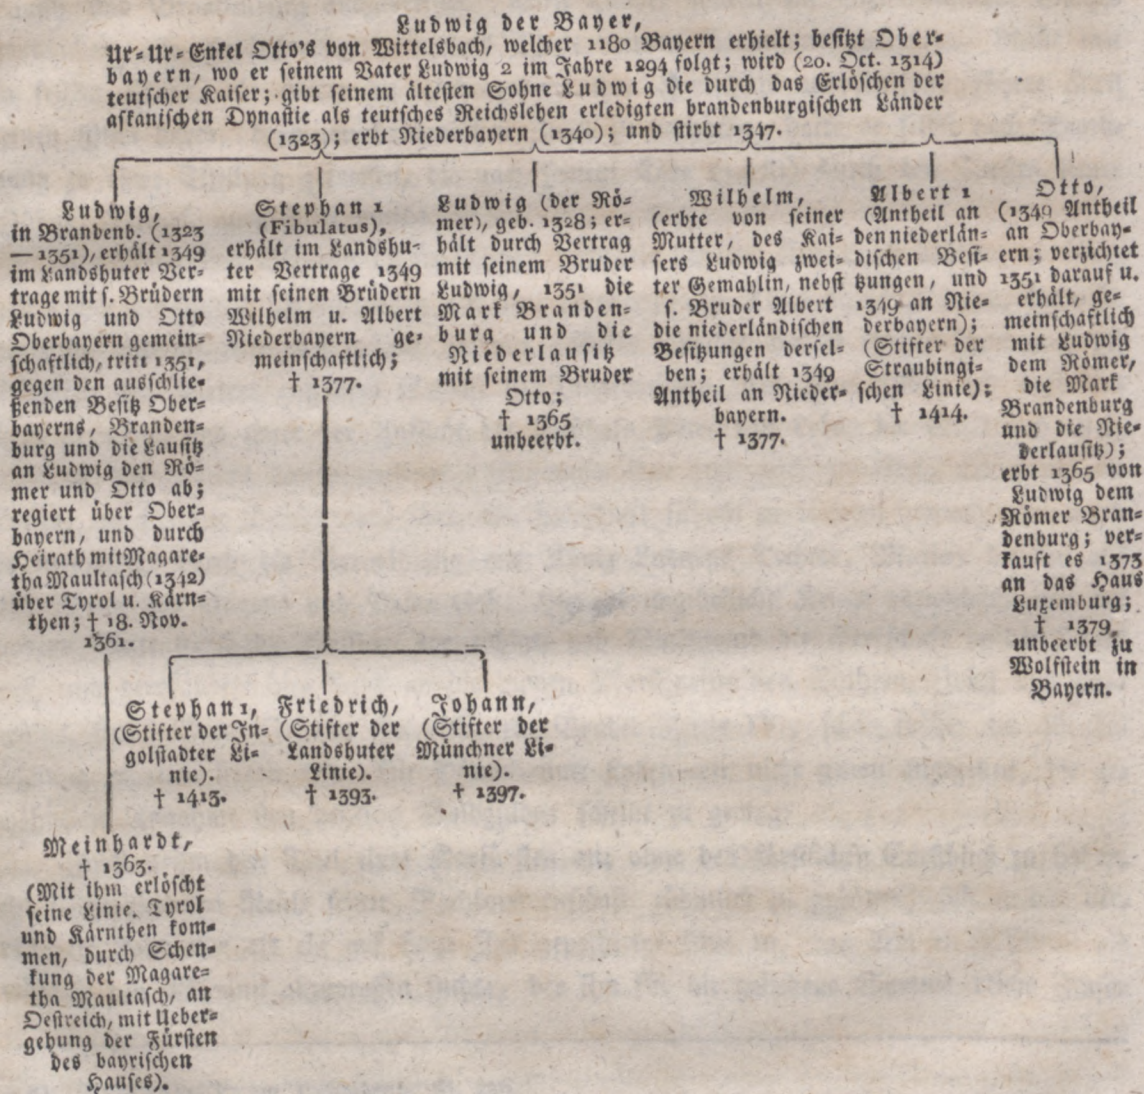 Ludwig der Bayer,
Ur-Ur-Enkel Otto's von Wittelsbach, welcher 1180 Bayern erhielt; besitzt Ober-
bayern, wo er seinem Vater Ludwig 2 im Jahre 1294 folgt; wird (20. Oct. 1314)
teutscher Kaiser; gibt seinem ältesten Sohne Ludwig die durch das Erlöschen der
askanischen Dynastie als teutsches Reichslehen erledigten brandenburgischen Länder
(1323); erbt Niederbayern (1340); und stirbt 1347.
Ludwig,
in Brandenb. (1323
— 1351), erhält 1349
im Landshuter Ver-
trage mit s. Brüdern
Ludwig und Otto
Oberbayern gemein-
schaftlich, tritt 1351,
gegen den ausschlie-
ßenden Besitz Ober-
bayerns, Branden-
burg und die Lausitz
an Ludwig den Rö-
mer und Otto ab;
regiert über Ober-
bayern, und durch
Heirath mit Magare-
tha Maultasch (1342)
über Tyrol u. Kärn-
then; † 18. Nov.
1361.
Stephan 1
(Fibulatus),
erhält im Landshu-
ter Vertrage 1349
mit seinen Brüdern
Wilhelm u. Albert
Niederbayern ge-
meinschaftlich;
† 1377.
Ludwig (der Rö-
mer), geb. 1328; er-
hält durch Vertrag
mit seinem Bruder
Ludwig, 1351 die
Mark Branden-
burg und die
Niederlausitz
mit seinem Bruder
Otto;
† 1365
unbeerbt.
Wilhelm,
(erbte von seiner
Mutter, des Kai-
sers Ludwig zwei-
ter Gemahlin, nebst
s. Bruder Albert
die niederländischen
Besitzungen dersel-
ben; erhält 1349
Antheil an Nieder-
bayern.
† 1377.
Albert 1
(Antheil an
den niederlän-
dischen Besi-
tzungen, und
1349 an Nie-
derbayern);
(Stifter der
Straubingi-
schen Linie);
† 1414.
Otto,
(1349 Antheil
an Oberbay-
ern; verzichtet
1351 darauf u.
erhält, ge-
meinschaftlich
mit Ludwig
dem Römer,
die Mark
Brandenburg
und die Nie-
derlausitz);
erbt 1365 von
Ludwig dem
Römer Bran-
denburg; ver-
kauft es 1373
an das Haus
Luxemburg;
† 1379,
unbeerbt zu
Wolfstein in
Bayern.
Stephan 1,
(Stifter der In-
golstadter Li-
nie).
† 1413.
Friedrich,
(Stifter der
Landshuter
Linie).
† 1393.
Johann,
(Stifter der
Münchner Li-
nie).
† 1397.
Meinhardt,
† 1363.
(Mit ihm erlöscht
seine Linie. Tyrol
und Kärnthen kom-
men, durch Schen-
kung der Magare-
tha Maultasch, an
Oestreich, mit Ueber-
gehung der Fürsten
des bayrischen
Hauses).